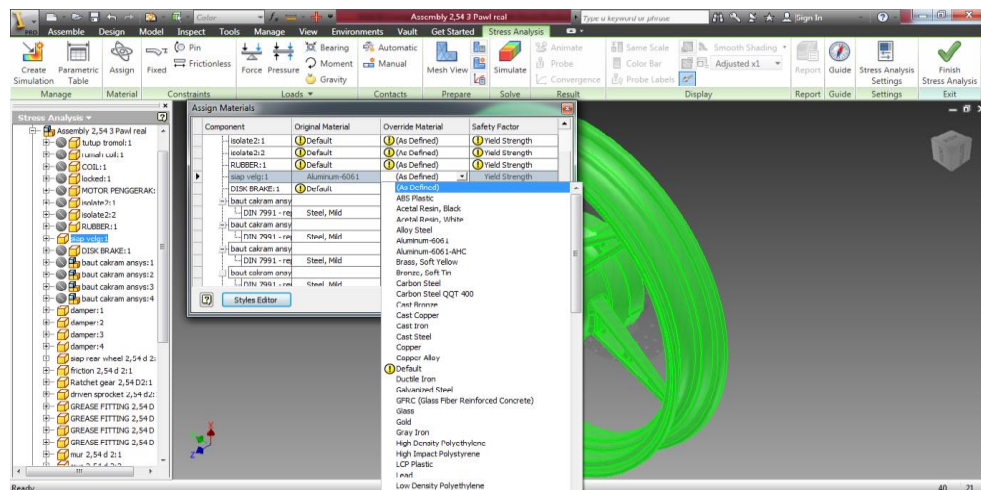 Color
Assembly 2,54 3 Pawl real
Type a keyword or phrase
Sign In
PRO
Assemble Design Model Inspect Tools Manage View Environments Vault Get Started Stress Analysis
Create Simulation
Parametric Table
Assign
Fixed
Pin
Frictionless
Force
Pressure
Bearing
Moment
Gravity
Automatic
Manual
Mesh View
Simulate
Animate
Probe
Convergence
Same Scale
Color Bar
Probe Labels
Smooth Shading
Adjusted x1
Report
Guide
Stress Analysis Settings
Finish Stress Analysis
Manage Material Constraints Loads Contacts Prepare Solve Result Display Report Guide Settings Exit
Stress Analysis
Assembly 2,54 3 Pawl real
tutup tromol:1
rumah coil:1
COIL:1
locked:1
MOTOR PENGGERAK:
isolate2:1
isolate2:2
RUBBER:1
siap velg:1
DISK BRAKE:1
baut cakram ansys:1
baut cakram ansys:2
baut cakram ansys:3
baut cakram ansys:4
damper:1
damper:2
damper:3
damper:4
siap rear wheel 2,54 d 2:
friction 2,54 d 2:1
Ratchet gear 2,54 D2:1
driven sprocket 2,54 d2:
GREASE FITTING 2,54 D
GREASE FITTING 2,54 D
GREASE FITTING 2,54 D
GREASE FITTING 2,54 D
mur 2,54 d 2:1
Assign Materials
Component Original Material Override Material Safety Factor
isolate2:1 Default (As Defined) Yield Strength
isolate2:2 Default (As Defined) Yield Strength
RUBBER:1 Default (As Defined) Yield Strength
siap velg:1 Aluminum-6061 (As Defined) Yield Strength
DISK BRAKE:1 Default
baut cakram ansy
DIN 7991 - reg Steel, Mild
baut cakram ansy
DIN 7991 - reg Steel, Mild
baut cakram ansy
DIN 7991 - reg Steel, Mild
baut cakram ansy
DIN 7991 - reg Steel, Mild
Styles Editor
(As Defined)
ABS Plastic
Acetal Resin, Black
Acetal Resin, White
Alloy Steel
Aluminum-6061
Aluminum-6061-AHC
Brass, Soft Yellow
Bronze, Soft Tin
Carbon Steel
Carbon Steel QQT 400
Cast Bronze
Cast Copper
Cast Iron
Cast Steel
Copper
Copper Alloy
Default
Ductile Iron
Galvanized Steel
GFRC (Glass Fiber Reinforced Concrete)
Glass
Gold
Gray Iron
High Density Polyethylene
High Impact Polystyrene
LCP Plastic
Lead
Low Density Polyethylene
X
Z
Ready
40 21